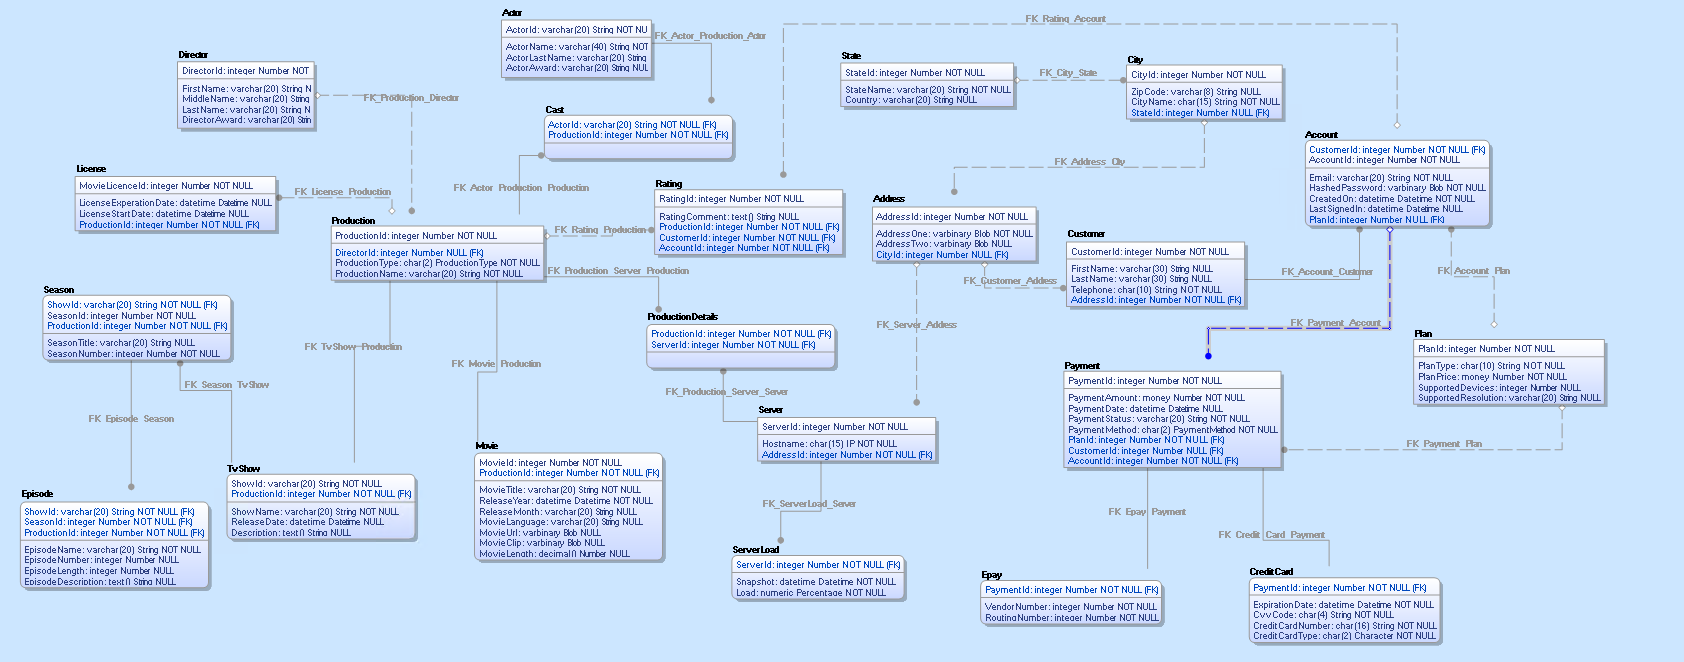 Actor
ActorId: varchar(20) String NOT NU
ActorName: varchar(40) String NOT
ActorLastName: varchar(20) String
ActorAward: varchar(20) String NUL
FK_Actor_Production_Actor
FK_Rating_Account
Director
DirectorId: integer Number NOT
FirstName: varchar(20) String N
MiddleName: varchar(20) String
LastName: varchar(20) String N
DirectorAward: varchar(20) Strin
FK_Production_Director
State
StateId: integer Number NOT NULL
StateName: varchar(20) String NOT NULL
Country: varchar(20) String NULL
FK_City_State
City
CityId: integer Number NOT NULL
ZipCode: varchar(8) String NULL
CityName: char(15) String NOT NULL
StateId: integer Number NULL (FK)
Cast
ActorId: varchar(20) String NOT NULL (FK)
ProductionId: integer Number NOT NULL (FK)
Account
CustomerId: integer Number NOT NULL (FK)
AccountId: integer Number NOT NULL
Email: varchar(20) String NOT NULL
HashedPassword: varbinary Blob NOT NULL
CreatedOn: datetime Datetime NOT NULL
LastSignedIn: datetime Datetime NOT NULL
PlanId: integer Number NULL (FK)
FK_Address_City
License
MovieLicenceId: integer Number NOT NULL
LicenseExperationDate: datetime Datetime NULL
LicenseStartDate: datetime Datetime NULL
ProductionId: integer Number NOT NULL (FK)
FK_License_Production
FK_Actor_Production_Production
Rating
RatingId: integer Number NOT NULL
RatingComment: text() String NULL
ProductionId: integer Number NOT NULL (FK)
CustomerId: integer Number NOT NULL (FK)
AccountId: integer Number NOT NULL (FK)
Address
AddressId: integer Number NOT NULL
AddressOne: varbinary Blob NOT NULL
AddressTwo: varbinary Blob NULL
CityId: integer Number NULL (FK)
Production
ProductionId: integer Number NOT NULL
DirectorId: integer Number NULL (FK)
ProductionType: char(2) ProductionType NOT NULL
ProductionName: varchar(20) String NOT NULL
FK_Rating_Production
FK_Production_Server_Production
Customer
CustomerId: integer Number NOT NULL
FirstName: varchar(30) String NULL
LastName: varchar(30) String NULL
Telephone: char(10) String NOT NULL
AddressId: integer Number NOT NULL (FK)
FK_Customer_Address
FK_Account_Customer
FK_Account_Plan
Season
ShowId: varchar(20) String NOT NULL (FK)
SeasonId: integer Number NOT NULL
ProductionId: integer Number NOT NULL (FK)
SeasonTitle: varchar(20) String NULL
SeasonNumber: integer Number NOT NULL
ProductionDetails
ProductionId: integer Number NOT NULL (FK)
ServerId: integer Number NOT NULL (FK)
FK_Server_Address
FK_Payment_Account
Plan
PlanId: integer Number NOT NULL
PlanType: char(10) String NOT NULL
PlanPrice: money Number NOT NULL
SupportedDevices: integer Number NULL
SupportedResolution: varchar(20) String NULL
FK_TvShow_Production
FK_Movie_Production
Payment
PaymentId: integer Number NOT NULL
PaymentAmount: money Number NOT NULL
PaymentDate: datetime Datetime NULL
PaymentStatus: varchar(20) String NOT NULL
PaymentMethod: char(2) PaymentMethod NOT NULL
PlanId: integer Number NOT NULL (FK)
CustomerId: integer Number NULL (FK)
AccountId: integer Number NOT NULL (FK)
FK_Season_TvShow
FK_Production_Server_Server
FK_Episode_Season
Server
ServerId: integer Number NOT NULL
Hostname: char(15) IP NOT NULL
AddressId: integer Number NOT NULL (FK)
FK_Payment_Plan
Movie
MovieId: integer Number NOT NULL
ProductionId: integer Number NOT NULL (FK)
MovieTitle: varchar(20) String NOT NULL
ReleaseYear: datetime Datetime NOT NULL
ReleaseMonth: varchar(20) String NOT NULL
MovieLanguage: varchar(20) String NULL
MovieUrl: varbinary Blob NULL
MovieClip: varbinary Blob NULL
MovieLength: decimal() Number NULL
TvShow
ShowId: varchar(20) String NOT NULL
ProductionId: integer Number NOT NULL (FK)
ShowName: varchar(20) String NOT NULL
ReleaseDate: datetime Datetime NULL
Description: text() String NULL
Episode
ShowId: varchar(20) String NOT NULL (FK)
SeasonId: integer Number NOT NULL (FK)
ProductionId: integer Number NOT NULL (FK)
EpisodeName: varchar(20) String NOT NULL
EpisodeNumber: integer Number NOT NULL
EpisodeLength: integer Number NULL
EpisodeDescription: text() String NULL
FK_ServerLoad_Server
FK_Epay_Payment
FK_Credit_Card_Payment
ServerLoad
ServerId: integer Number NOT NULL (FK)
Snapshot: datetime Datetime NOT NULL
Load: numeric Percentage NOT NULL
Epay
PaymentId: integer Number NOT NULL (FK)
VendorNumber: integer Number NOT NULL
RoutingNumber: integer Number NOT NULL
CreditCard
PaymentId: integer Number NOT NULL (FK)
ExpirationDate: datetime Datetime NOT NULL
CvvCode: char(4) String NOT NULL
CreditCardNumber: char(16) String NOT NULL
CreditCardType: char(2) Character NOT NULL